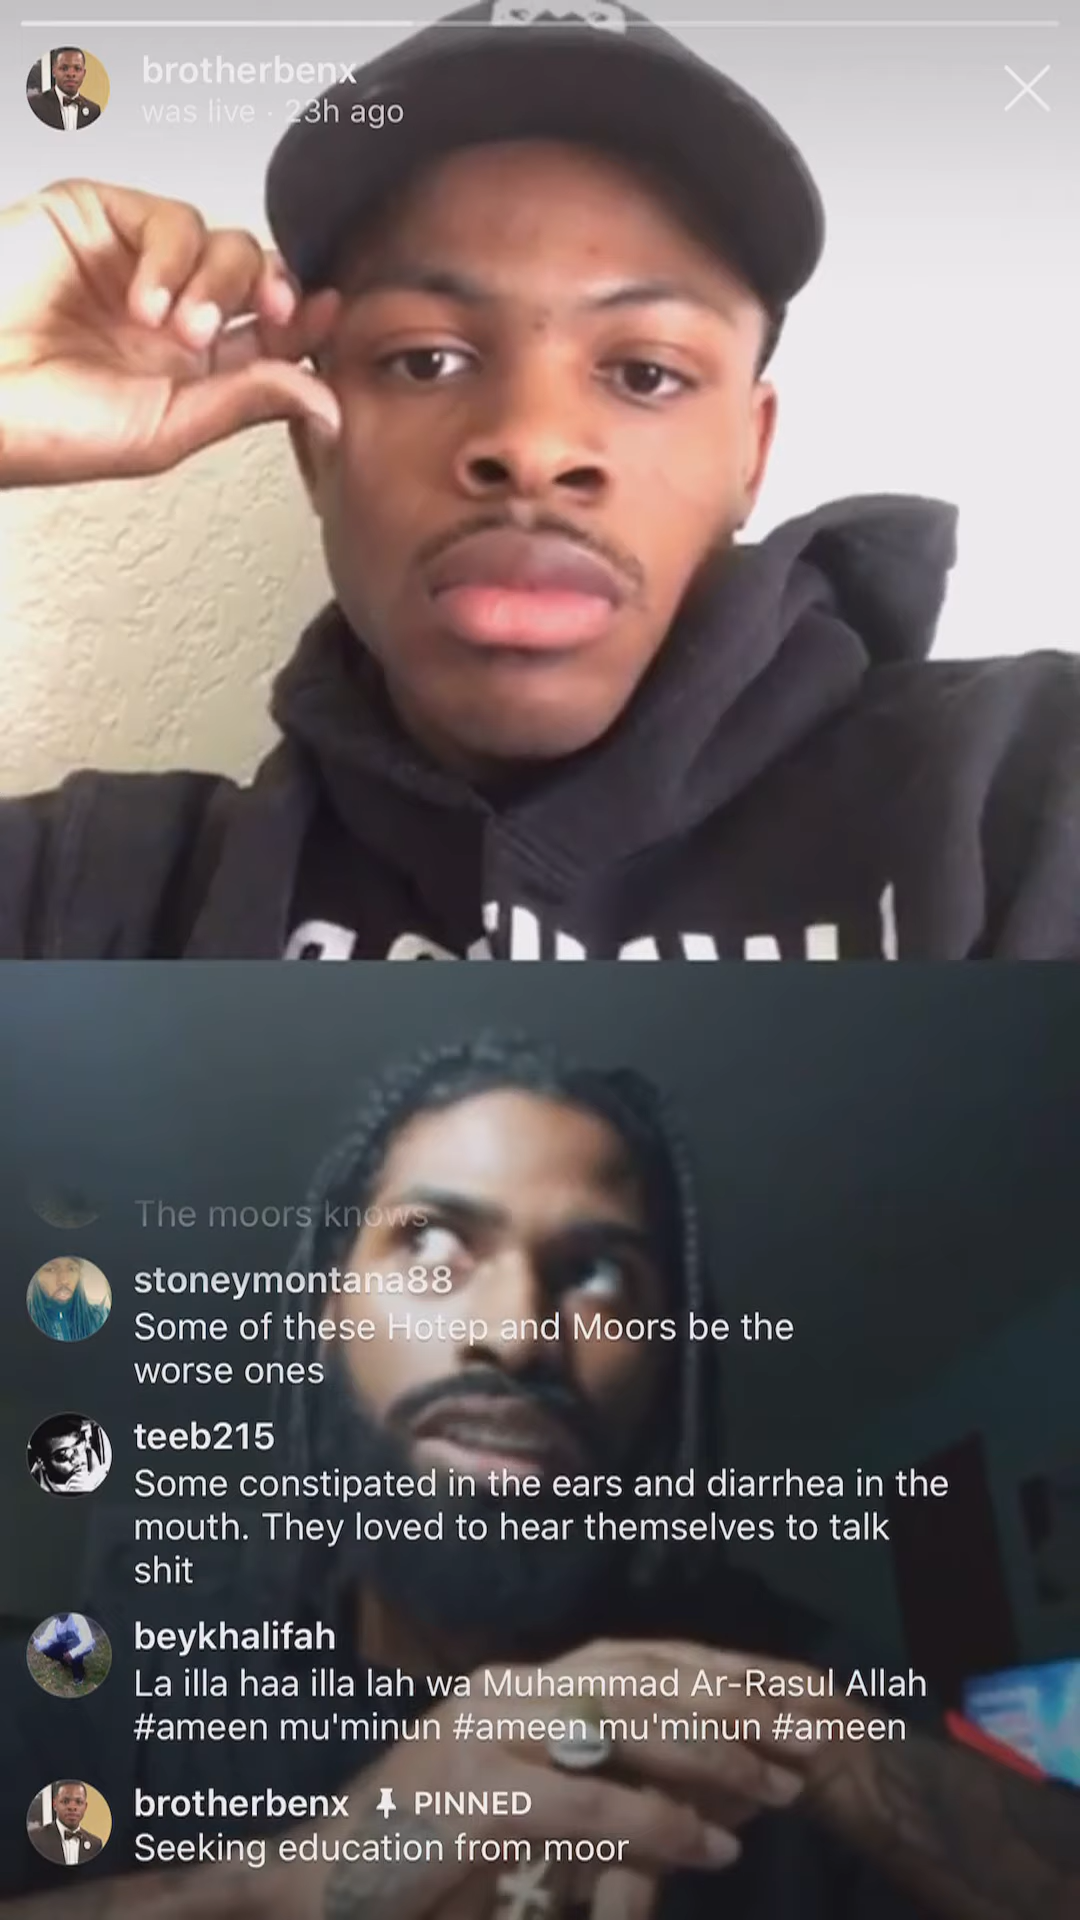 brotherbenx
was live · 23h ago
The moors knows
stoneymontana88
Some of these Hotep and Moors be the
worse ones
teeb215
Some constipated in the ears and diarrhea in the
mouth. They loved to hear themselves to talk
shit
beykhalifah
La illa haa illa lah wa Muhammad Ar-Rasul Allah
#ameen mu'minun #ameen mu'minun #ameen
brotherbenx PINNED
Seeking education from moor